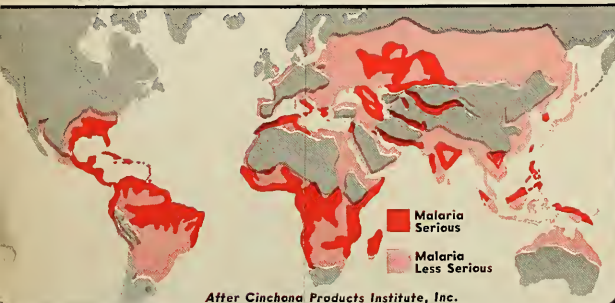 Malaria
Serious
Malaria
Less Serious
After Cinchona Products Institute, Inc.